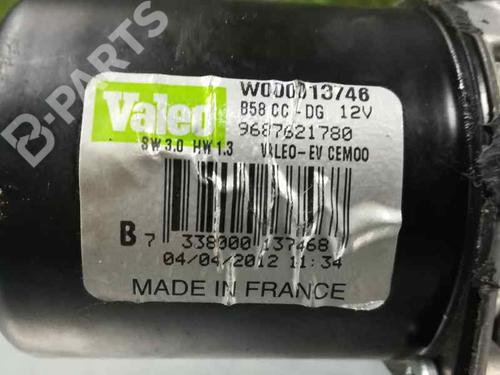 Valeo
W000013746
B58 CC - DG 12V
9687621780
SW 3.0 HW 1.3 VALEO-EV CEM00
B 7 338000 137468
04/04/2012 11:34
MADE IN FRANCE
B-PARTS